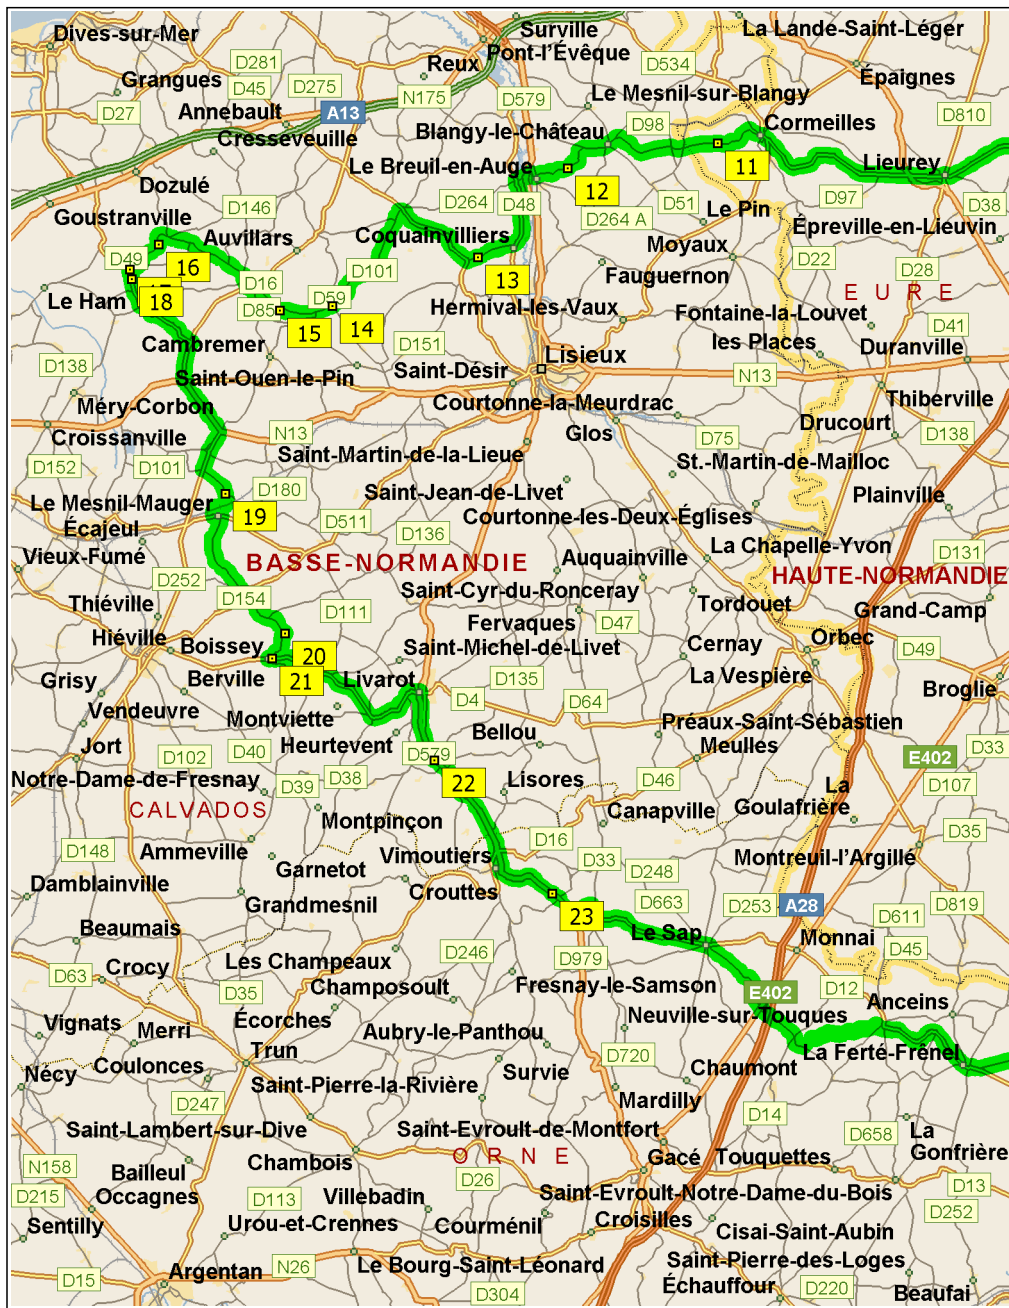 Surville
La Lande-Saint-Léger
Dives-sur-Mer
Pont-l'Évêque
D281
Reux
D534
Épaignes
Grangues
D45
D275
N175
D579
Le Mesnil-sur-Blangy
D27
Annebault
A13
D810
Cresseveuille
Blangy-le-Château
D98
Cormeilles
Le Breuil-en-Auge
11
Lieurey
Dozulé
12
D264
D48
D51
D97
D38
Goustranville
D146
D264 A
Le Pin
Épreville-en-Lieuvin
Auvillars
Coquainvilliers
Moyaux
D49
16
D101
13
Fauguernon
D22
D28
D16
D59
EURE
Le Ham
18
D85
15
14
Hermival-les-Vaux
Fontaine-la-Louvet
D41
Cambremer
D151
les Places
Duranville
D138
Lisieux
Saint-Désir
N13
Saint-Ouen-le-Pin
Thiberville
Méry-Corbon
Courtonne-la-Meurdrac
Drucourt
Croissanville
N13
Glos
D75
D138
D152
D101
Saint-Martin-de-la-Lieue
St.-Martin-de-Mailloc
D180
Saint-Jean-de-Livet
Plainville
Le Mesnil-Mauger
19
D511
Courtonne-les-Deux-Églises
Écajeul
D136
La Chapelle-Yvon
Vieux-Fumé
BASSE-NORMANDIE
Auquainville
D131
D252
HAUTE-NORMANDIE
D154
Saint-Cyr-du-Ronceray
Thiéville
D111
Tordouet
Grand-Camp
Fervaques
D47
Hiéville
Boissey
20
Saint-Michel-de-Livet
Cernay
Orbec
D49
Grisy
Berville
21
Livarot
D135
La Vespière
Broglie
Vendeuvre
Montviette
D4
D64
Préaux-Saint-Sébastien
Jort
D102
D40
Heurtevent
D579
Bellou
Meulles
E402
D33
Notre-Dame-de-Fresnay
D39
D38
22
Lisores
D46
La
Goulafrière
D107
CALVADOS
Canapville
Montpinçon
D16
D35
D148
Ammeville
Vimoutiers
D33
D248
Montreuil-l'Argillé
Garnetot
Damblainville
Crouttes
D663
D253
A28
D819
Grandmesnil
23
D611
Beaumais
Le Sap
Monnai
D45
D246
D979
D63
Crocy
Les Champeaux
Fresnay-le-Samson
E402
D12
D35
Champosoult
Anceins
Vignats
Merri
Écorches
Aubry-le-Panthou
Neuville-sur-Touques
Trun
D720
La Ferté-Frênel
Nécy
Coulonces
Survie
Chaumont
Saint-Pierre-la-Rivière
D247
Mardilly
D14
Saint-Lambert-sur-Dive
Saint-Evroult-de-Montfort
D658
La
Gonfrière
N158
Bailleul
Chambois
ORNE
Gacé
Touquettes
D215
Occagnes
D113
Villebadin
D26
Saint-Evroult-Notre-Dame-du-Bois
D13
Sentilly
Urou-et-Crennes
Courménil
Croisilles
D252
Cisai-Saint-Aubin
D15
Argentan
N26
Le Bourg-Saint-Léonard
Saint-Pierre-des-Loges
D304
Échauffour
D220
Beaufai